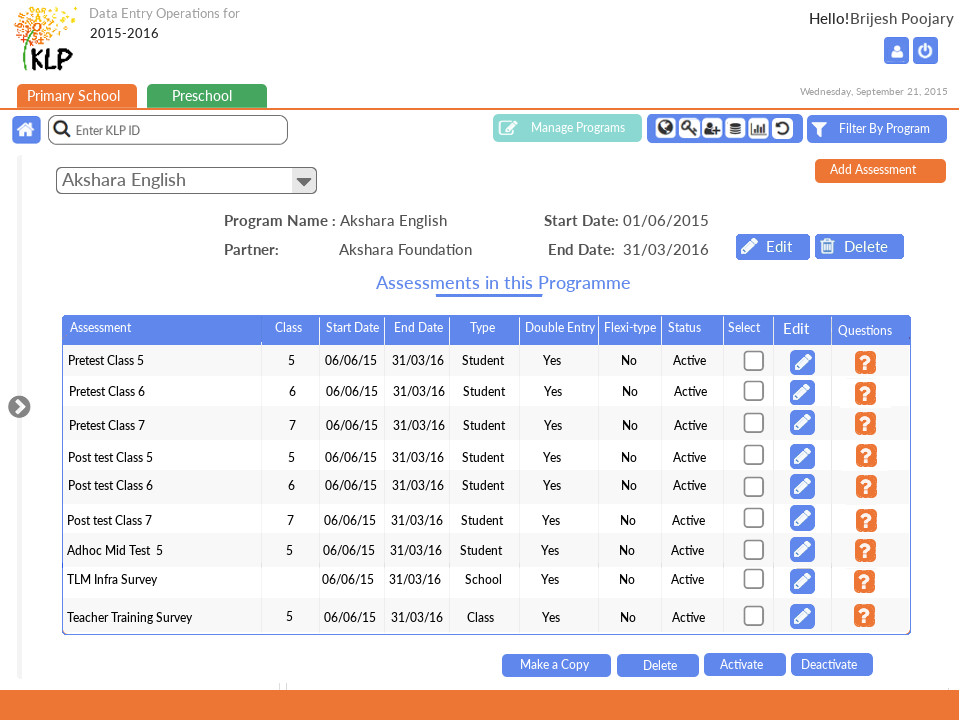 Data Entry Operations for
2015-2016
KLP
Hello!Brijesh Poojary
Primary School Preschool
Wednesday, September 21, 2015
Enter KLP ID Manage Programs Filter By Program
Add Assessment
Akshara English
Program Name : Akshara English Start Date: 01/06/2015
Partner: Akshara Foundation End Date: 31/03/2016 Edit Delete
Assessments in this Programme
Assessment Class Start Date End Date Type Double Entry Flexi-type Status Select Edit Questions
Pretest Class 5 5 06/06/15 31/03/16 Student Yes No Active ?
Pretest Class 6 6 06/06/15 31/03/16 Student Yes No Active ?
Pretest Class 7 7 06/06/15 31/03/16 Student Yes No Active ?
Post test Class 5 5 06/06/15 31/03/16 Student Yes No Active ?
Post test Class 6 6 06/06/15 31/03/16 Student Yes No Active ?
Post test Class 7 7 06/06/15 31/03/16 Student Yes No Active ?
Adhoc Mid Test 5 5 06/06/15 31/03/16 Student Yes No Active ?
TLM Infra Survey 06/06/15 31/03/16 School Yes No Active ?
Teacher Training Survey 5 06/06/15 31/03/16 Class Yes No Active ?
Make a Copy Delete Activate Deactivate